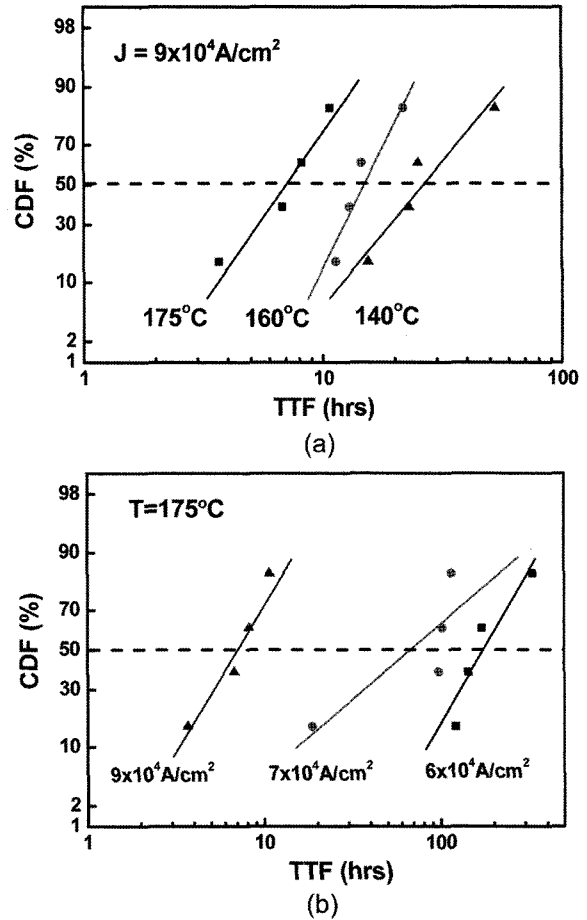 98
J = 9x10⁴A/cm²
90
70
50
30
10
2
1
CDF (%)
175°C
160°C
140°C
1
10
100
TTF (hrs)
(a)
98
T=175°C
90
70
50
30
10
2
1
CDF (%)
9x10⁴A/cm²
7x10⁴A/cm²
6x10⁴A/cm²
1
10
100
TTF (hrs)
(b)